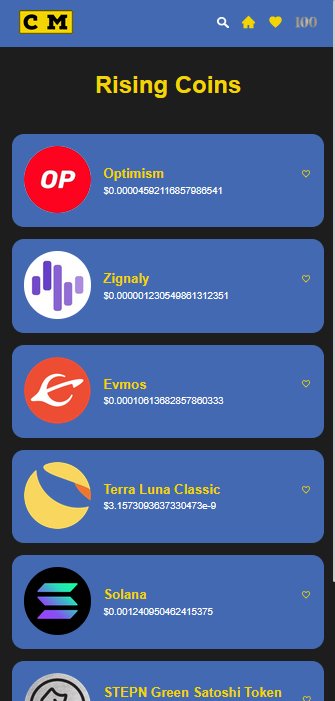 C M
100
Rising Coins
OP
Optimism
$0.00004592116857986541
Zignaly
$0.000001230549861312351
Evmos
$0.00010613682857860333
Terra Luna Classic
$3.1573093637330473e-9
Solana
$0.001240950462415375
STEPN Green Satoshi Token